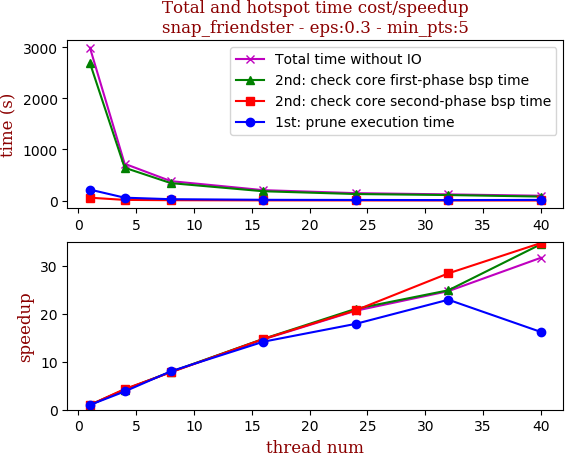 Total and hotspot time cost/speedup
snap_friendster - eps:0.3 - min_pts:5
3000
2000
1000
0
time (s)
Total time without IO
2nd: check core first-phase bsp time
2nd: check core second-phase bsp time
1st: prune execution time
0 5 10 15 20 25 30 35 40
30
20
10
0
speedup
0 5 10 15 20 25 30 35 40
thread num